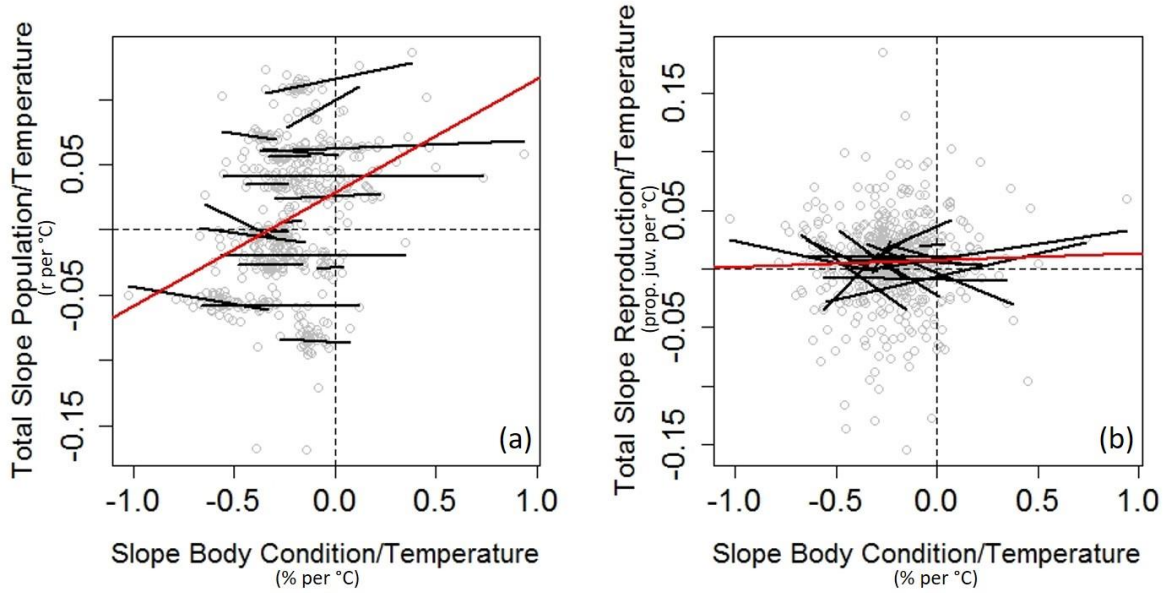 Total Slope Population/Temperature
(r per °C)
0.05
-0.05
-0.15
(a)
-1.0 -0.5 0.0 0.5 1.0
Slope Body Condition/Temperature
(% per °C)
Total Slope Reproduction/Temperature
(prop. juv. per °C)
0.15
0.05
-0.05
-0.15
(b)
-1.0 -0.5 0.0 0.5 1.0
Slope Body Condition/Temperature
(% per °C)